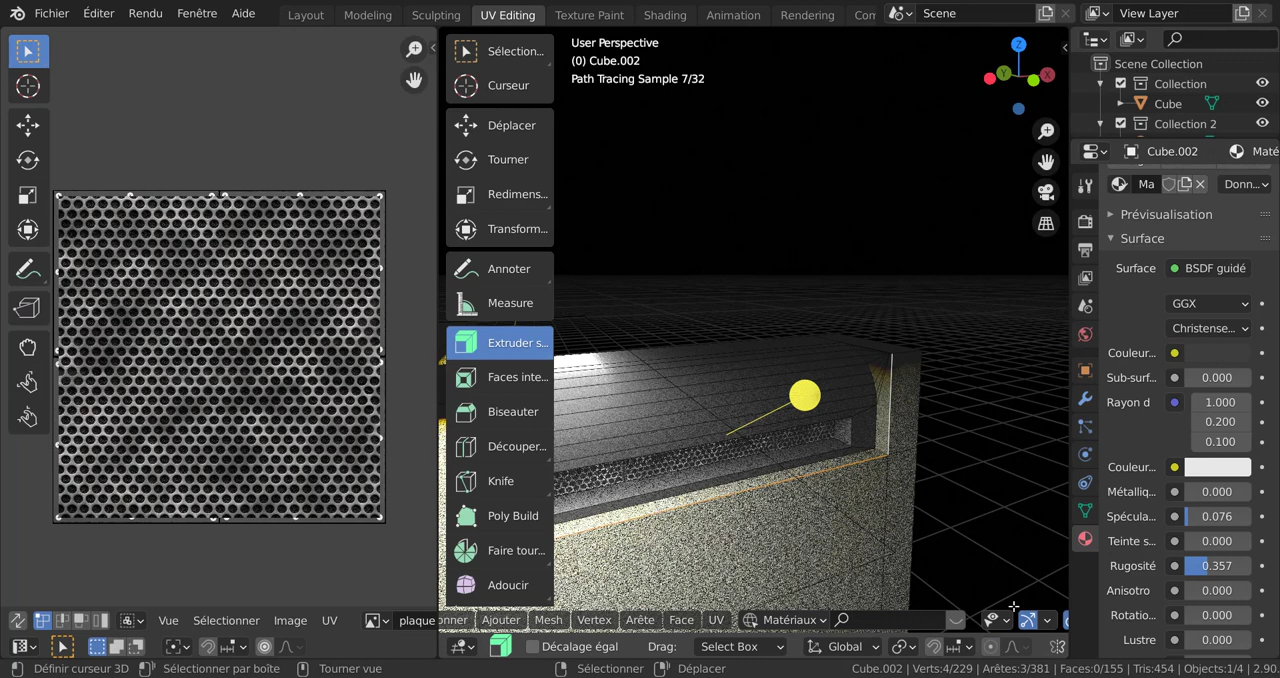 Fichier Éditer Rendu Fenêtre Aide Layout Modeling Sculpting UV Editing Texture Paint Shading Animation Rendering Com Scene View Layer
Sélection...
Curseur
Déplacer
Tourner
Redimens...
Transform...
Annoter
Measure
Extruder s...
Faces inte...
Biseauter
Découper...
Knife
Poly Build
Faire tour...
Adoucir
User Perspective
(0) Cube.002
Path Tracing Sample 7/32
Z
Y
X
Scene Collection
Collection
Cube
Collection 2
Cube.002 Maté
Ma Donn...
Prévisualisation
Surface
Surface BSDF guidé
GGX
Christense...
Couleur...
Sub-surf... 0.000
Rayon d 1.000
0.200
0.100
Couleur...
Métalliq... 0.000
Spécula... 0.076
Teinte s... 0.000
Rugosité 0.357
Anisotro 0.000
Rotatio... 0.000
Lustre 0.000
Vue Sélectionner Image UV plaque
onner Ajouter Mesh Vertex Arête Face UV Matériaux
Décalage égal Drag: Select Box Global
Définir curseur 3D Sélectionner par boîte Tourner vue Sélectionner Déplacer Cube.002 | Verts:4/229 | Arêtes:3/381 | Faces:0/155 | Tris:454 | Objects:1/4 | 2.90.